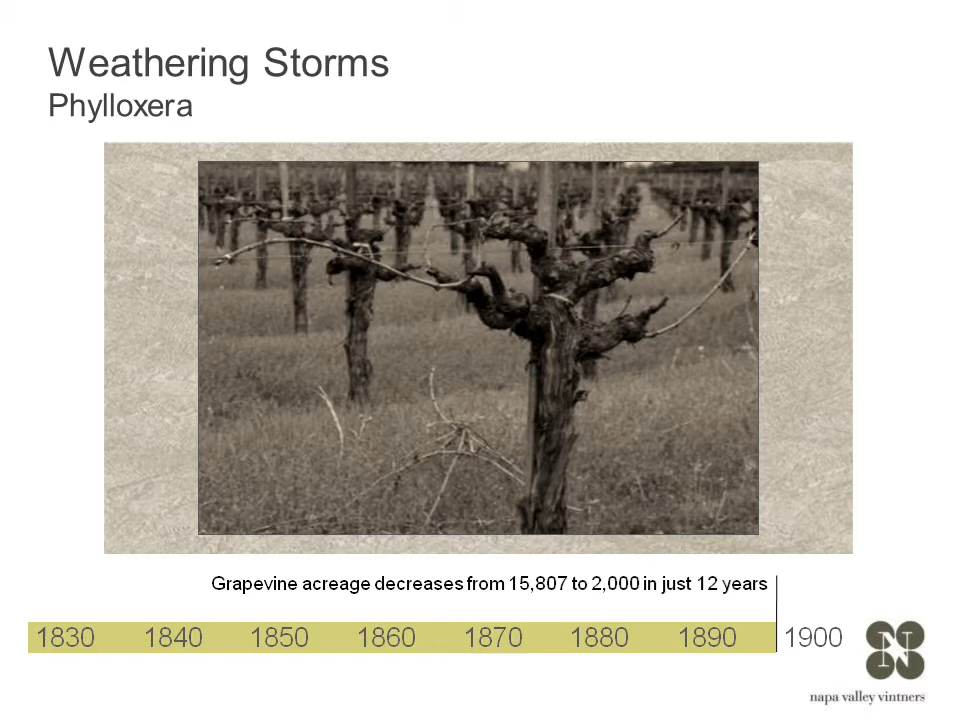 Weathering Storms
Phylloxera
Grapevine acreage decreases from 15,807 to 2,000 in just 12 years
1830 1840 1850 1860 1870 1880 1890 1900
N
napa valley vintners